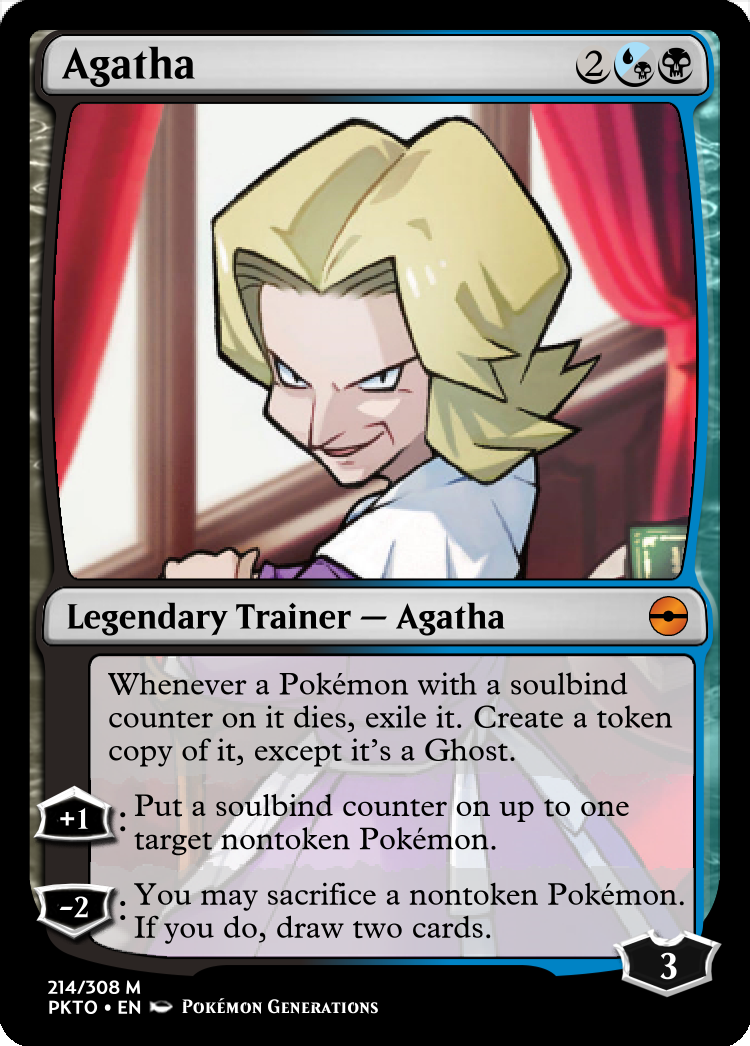 Agatha 2
Legendary Trainer — Agatha
Whenever a Pokémon with a soulbind
counter on it dies, exile it. Create a token
copy of it, except it's a Ghost.
+1 : Put a soulbind counter on up to one
target nontoken Pokémon.
−2 : You may sacrifice a nontoken Pokémon.
If you do, draw two cards.
3
214/308 M
PKTO • EN Pokémon Generations